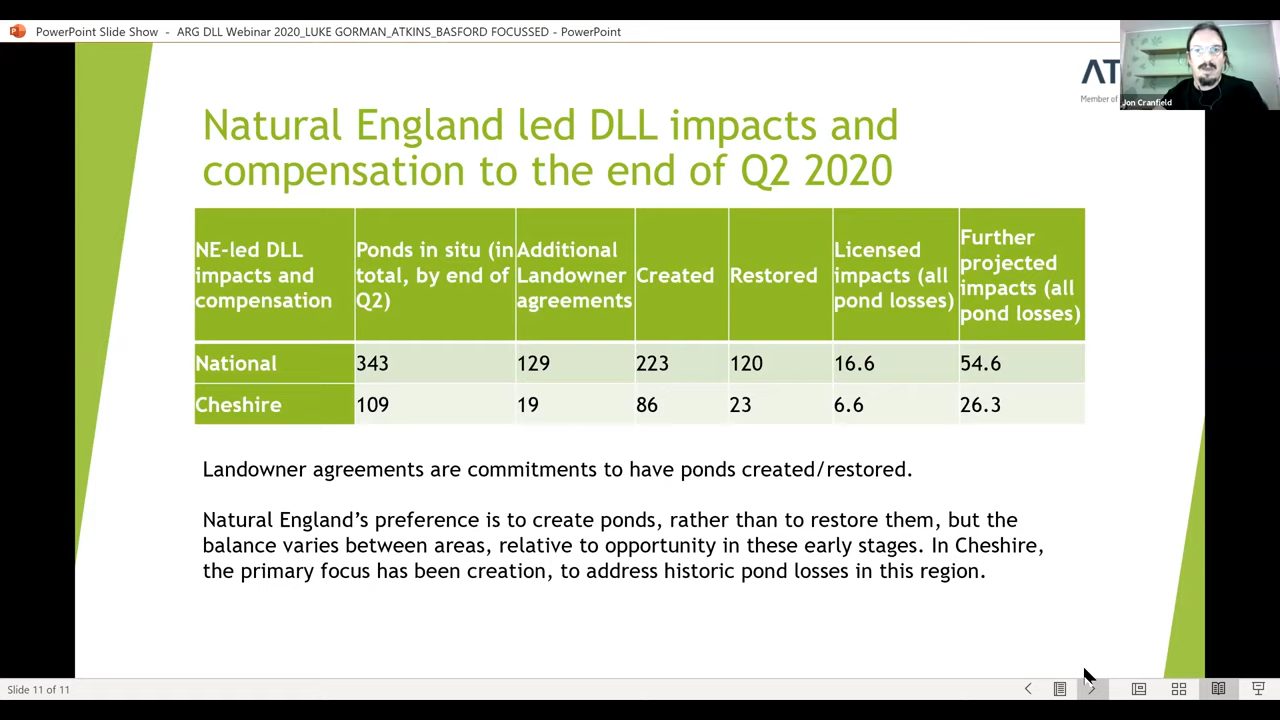 PowerPoint Slide Show - ARG DLL Webinar 2020_LUKE GORMAN_ATKINS_BASFORD FOCUSSED - PowerPoint
AT
Member of
Jon Cranfield
Natural England led DLL impacts and
compensation to the end of Q2 2020
NE-led DLL
impacts and
compensation
Ponds in situ (in
total, by end of
Q2)
Additional
Landowner
agreements
Created
Restored
Licensed
impacts (all
pond losses)
Further
projected
impacts (all
pond losses)
National 343 129 223 120 16.6 54.6
Cheshire 109 19 86 23 6.6 26.3
Landowner agreements are commitments to have ponds created/restored.
Natural England’s preference is to create ponds, rather than to restore them, but the
balance varies between areas, relative to opportunity in these early stages. In Cheshire,
the primary focus has been creation, to address historic pond losses in this region.
Slide 11 of 11